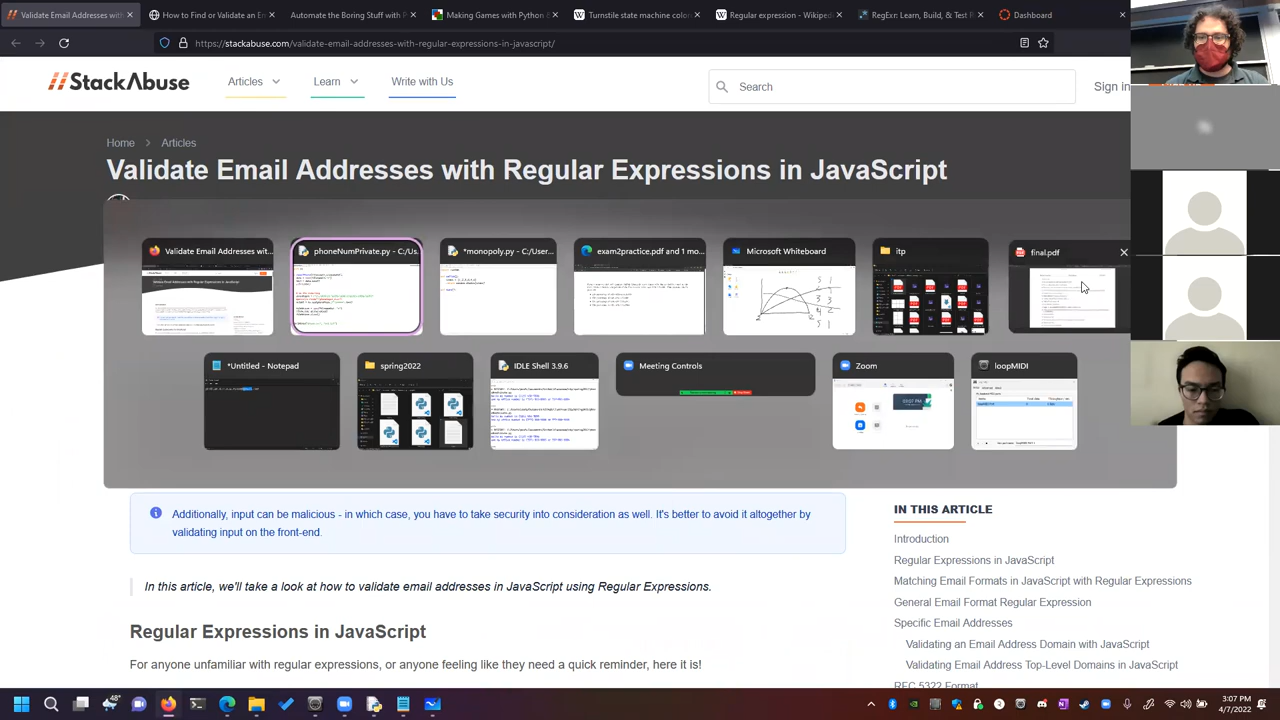 Validate Email Addresses wit
How to Find or Validate an En
Automate the Boring Stuff with P
Making Games with Python &
Turnstile state machine color
Regular expression - Wikiped
RegExr: Learn, Build, & Test R
Dashboard
https://stackabuse.com/validate-email-addresses-with-regular-expressions-in-javascript/
StackAbuse
Articles
Learn
Write with Us
Search
Sign in
Home
Articles
Validate Email Addresses with Regular Expressions in JavaScript
Validate Email Addresses wit...
phoneNumPrivate.py - C:/Us...
*monopoly.py - C:/User...
exam2practice.pdf and 1 mo...
Microsoft Whiteboard
itp
final.pdf
*Untitled - Notepad
spring2022
IDLE Shell 3.9.6
Meeting Controls
Zoom
loopMIDI
Additionally, input can be malicious - in which case, you have to take security into consideration as well. It's better to avoid it altogether by
validating input on the front-end.
In this article, we'll take a look at how to validate email addresses in JavaScript using Regular Expressions.
Regular Expressions in JavaScript
For anyone unfamiliar with regular expressions, or anyone feeling like they need a quick reminder, here it is!
IN THIS ARTICLE
Introduction
Regular Expressions in JavaScript
Matching Email Formats in JavaScript with Regular Expressions
General Email Format Regular Expression
Specific Email Addresses
Validating an Email Address Domain with JavaScript
Validating Email Address Top-Level Domains in JavaScript
RFC 5322 Format
48°
3:07 PM
4/7/2022